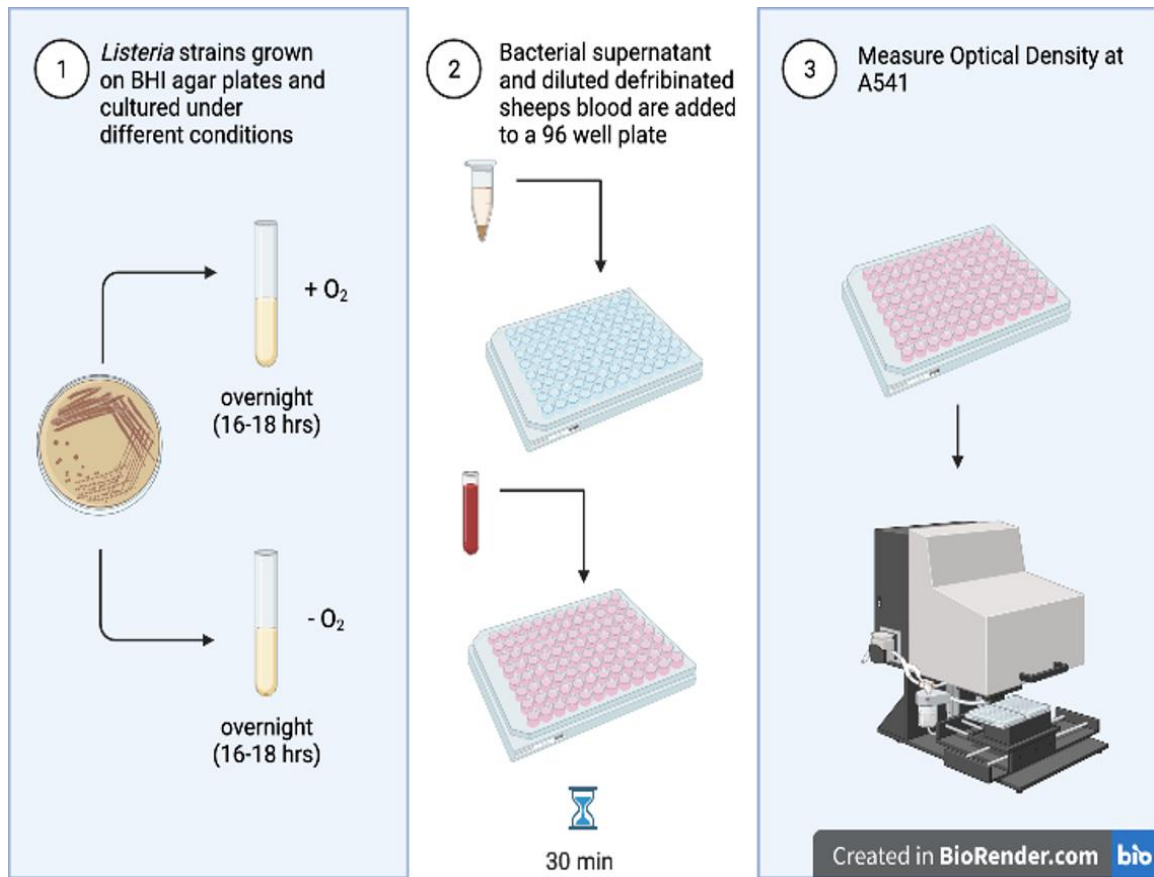 1
Listeria strains grown
on BHI agar plates and
cultured under
different conditions
+ O₂
overnight
(16-18 hrs)
- O₂
overnight
(16-18 hrs)
2
Bacterial supernatant
and diluted defribinated
sheeps blood are added
to a 96 well plate
30 min
3
Measure Optical Density at
A541
Created in BioRender.com bio